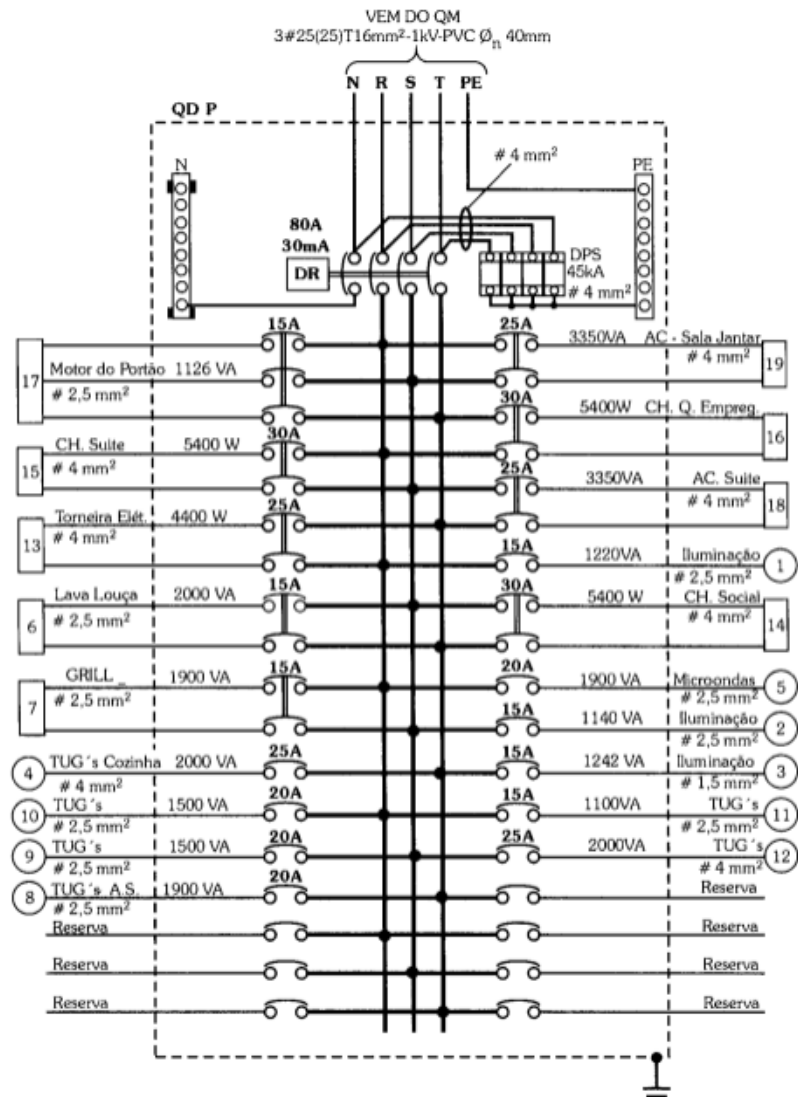 VEM DO QM
3#25(25)T16mm²-1kV-PVC Øn 40mm
N R S T PE
QD P
# 4 mm²
N
PE
80A
30mA
DR
DPS
45kA
# 4 mm²
15A
25A
3350VA AC - Sala Jantar
# 4 mm²
19
17
Motor do Portão 1126 VA
# 2,5 mm²
30A
5400W CH. Q. Empreg.
16
30A
CH. Suite 5400 W
# 4 mm²
15
25A
3350VA AC. Suite
# 4 mm²
18
25A
Torneira Elét. 4400 W
# 4 mm²
13
15A
1220VA Iluminação
# 2,5 mm²
1
15A
Lava Louça 2000 VA
# 2,5 mm²
6
30A
5400 W CH. Social
# 4 mm²
14
15A
GRILL _ 1900 VA
# 2,5 mm²
7
20A
1900 VA Microondas
# 2,5 mm²
5
15A
1140 VA Iluminação
# 2,5 mm²
2
25A
4 TUG´s Cozinha 2000 VA
# 4 mm²
15A
1242 VA Iluminação
# 1,5 mm²
3
20A
10 TUG´s 1500 VA
# 2,5 mm²
15A
1100VA TUG´s
# 2,5 mm²
11
20A
9 TUG´s 1500 VA
# 2,5 mm²
25A
2000VA TUG´s
# 4 mm²
12
20A
8 TUG´s A.S. 1900 VA
# 2,5 mm²
Reserva
Reserva
Reserva
Reserva
Reserva
Reserva
Reserva